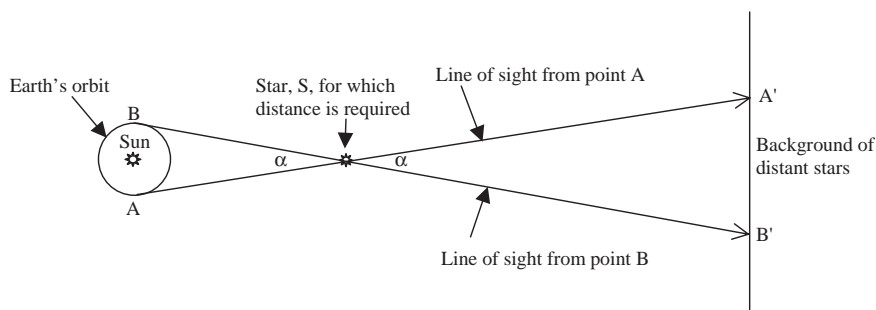 Earth's orbit
B
Sun
A
Star, S, for which
distance is required
α
α
Line of sight from point A
Line of sight from point B
A'
Background of
distant stars
B'